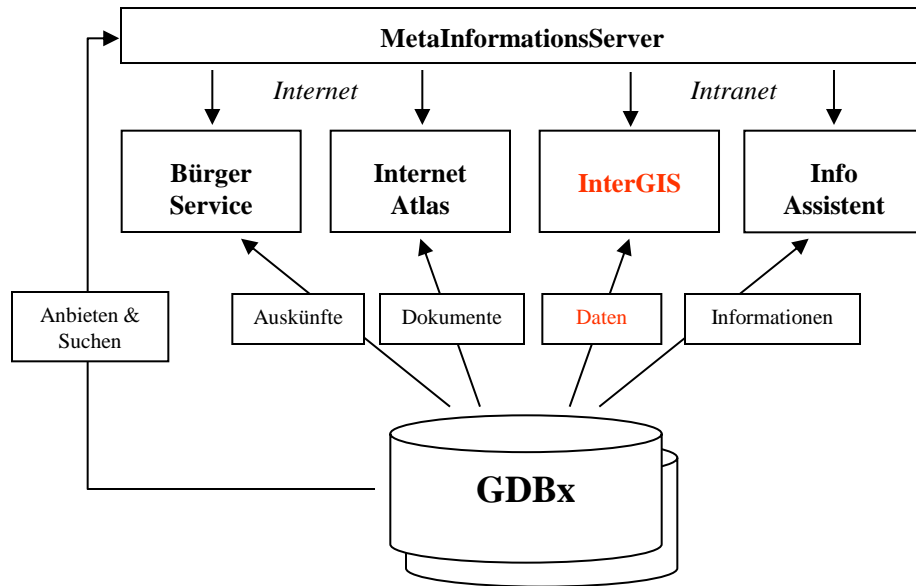 MetaInformationsServer
Internet
Intranet
Bürger
Service
Internet
Atlas
InterGIS
Info
Assistent
Anbieten &
Suchen
Auskünfte
Dokumente
Daten
Informationen
GDBx